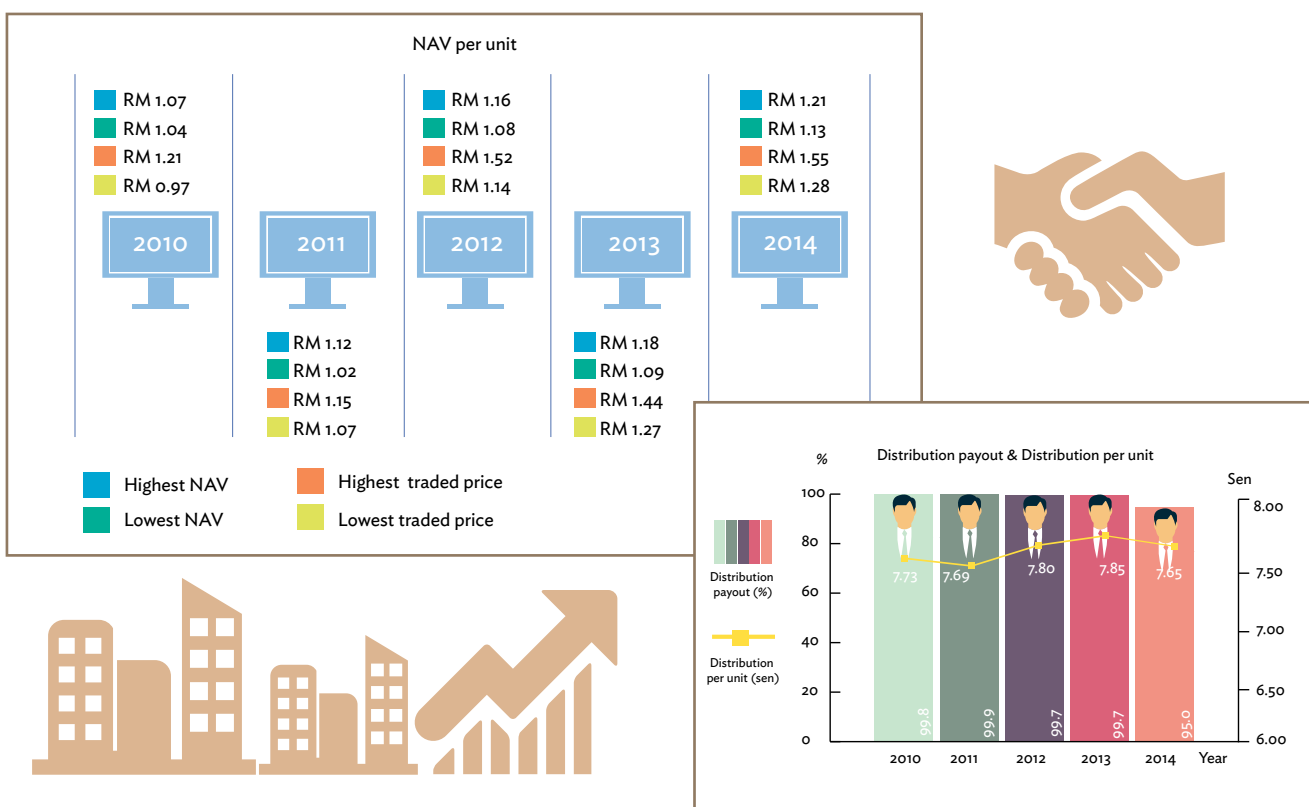 NAV per unit
RM 1.07
RM 1.04
RM 1.21
RM 0.97
RM 1.16
RM 1.08
RM 1.52
RM 1.14
RM 1.21
RM 1.13
RM 1.55
RM 1.28
2010
2011
2012
2013
2014
RM 1.12
RM 1.02
RM 1.15
RM 1.07
RM 1.18
RM 1.09
RM 1.44
RM 1.27
Highest NAV
Lowest NAV
Highest traded price
Lowest traded price
Distribution payout & Distribution per unit
%
100
80
60
40
20
0
Sen
8.00
7.50
7.00
6.50
6.00
Distribution
payout (%)
Distribution
per unit (sen)
7.73
7.69
7.80
7.85
7.65
99.8
99.9
99.7
99.7
95.0
2010
2011
2012
2013
2014
Year